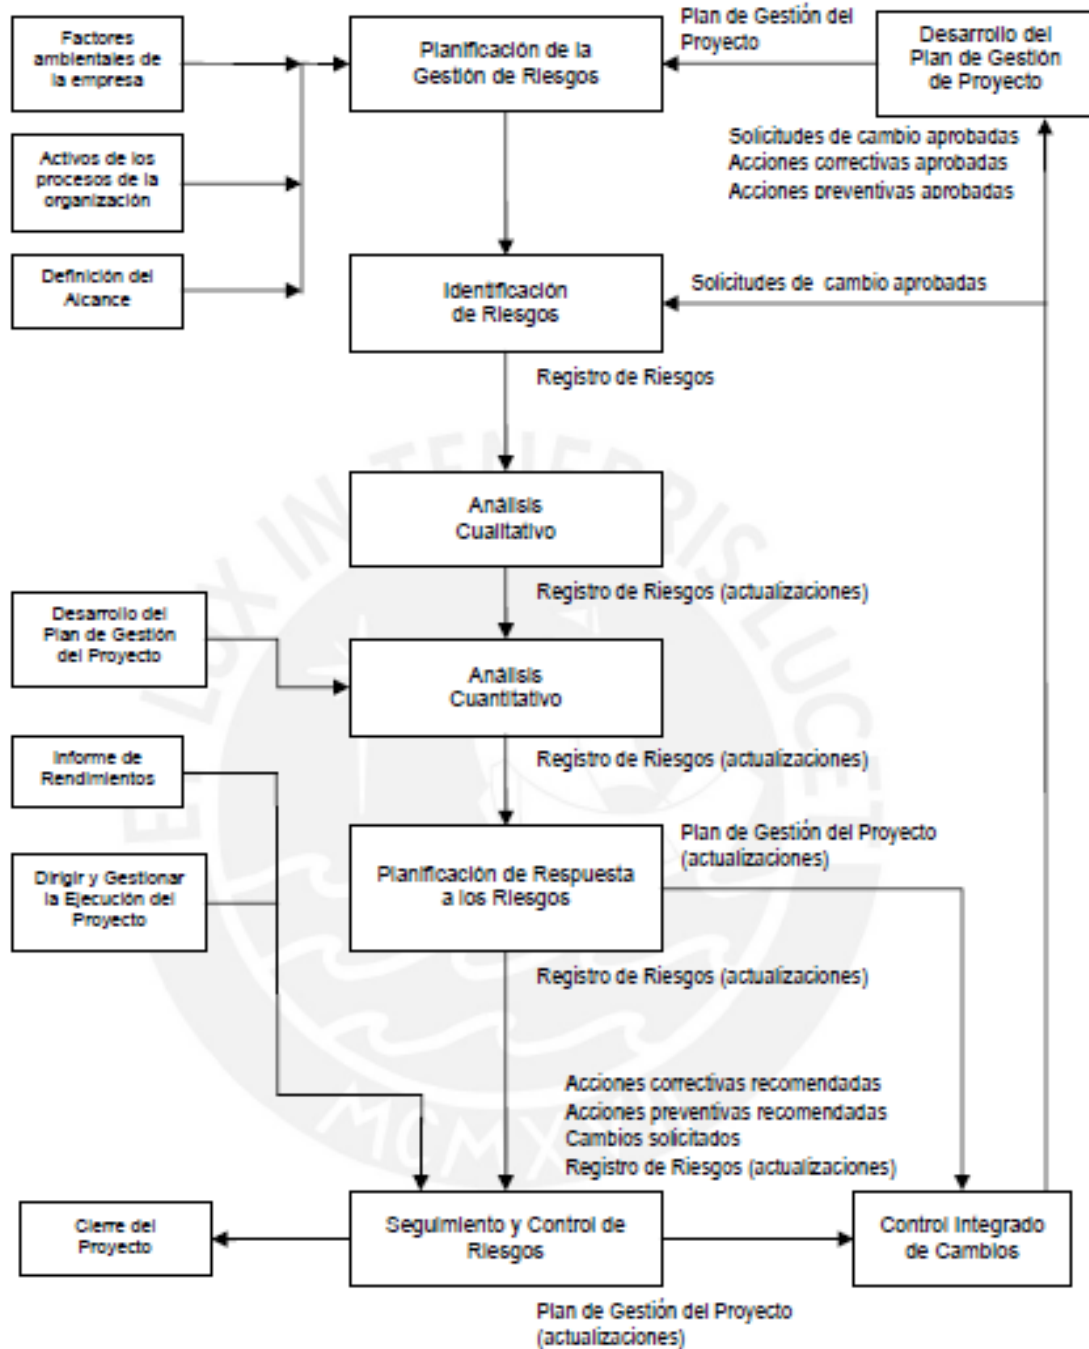 Factores
ambientales de
la empresa
Planificación de la
Gestión de Riesgos
Plan de Gestión del
Proyecto
Desarrollo del
Plan de Gestión
de Proyecto
Activos de los
procesos de la
organización
Solicitudes de cambio aprobadas
Acciones correctivas aprobadas
Acciones preventivas aprobadas
Definición del
Alcance
Identificación
de Riesgos
Solicitudes de cambio aprobadas
Registro de Riesgos
Análisis
Cualitativo
Registro de Riesgos (actualizaciones)
Desarrollo del
Plan de Gestión
del Proyecto
Análisis
Cuantitativo
Informe de
Rendimientos
Registro de Riesgos (actualizaciones)
Dirigir y Gestionar
la Ejecución del
Proyecto
Planificación de Respuesta
a los Riesgos
Plan de Gestión del Proyecto
(actualizaciones)
Registro de Riesgos (actualizaciones)
Acciones correctivas recomendadas
Acciones preventivas recomendadas
Cambios solicitados
Registro de Riesgos (actualizaciones)
Cierre del
Proyecto
Seguimiento y Control de
Riesgos
Control Integrado
de Cambios
Plan de Gestión del Proyecto
(actualizaciones)
ET LUX IN TENEBRIS LUCET